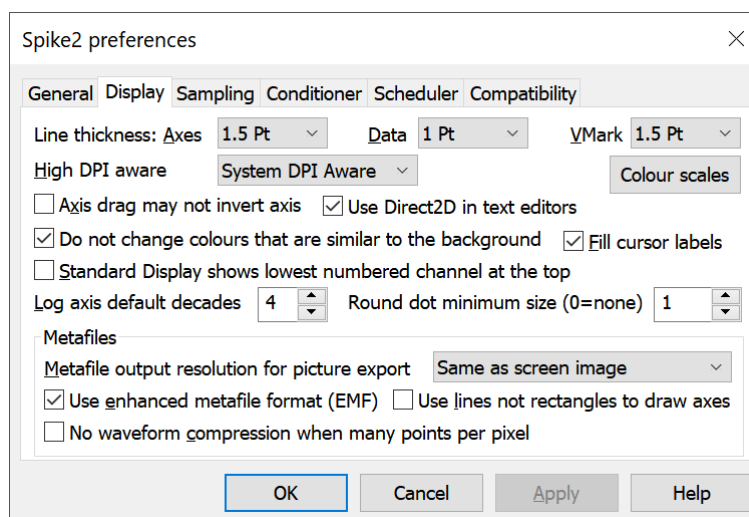 Spike2 preferences
General Display Sampling Conditioner Scheduler Compatibility
Line thickness: Axes 1.5 Pt Data 1 Pt VMark 1.5 Pt
High DPI aware System DPI Aware Colour scales
Axis drag may not invert axis Use Direct2D in text editors
Do not change colours that are similar to the background Fill cursor labels
Standard Display shows lowest numbered channel at the top
Log axis default decades 4 Round dot minimum size (0=none) 1
Metafiles
Metafile output resolution for picture export Same as screen image
Use enhanced metafile format (EMF) Use lines not rectangles to draw axes
No waveform compression when many points per pixel
OK Cancel Apply Help